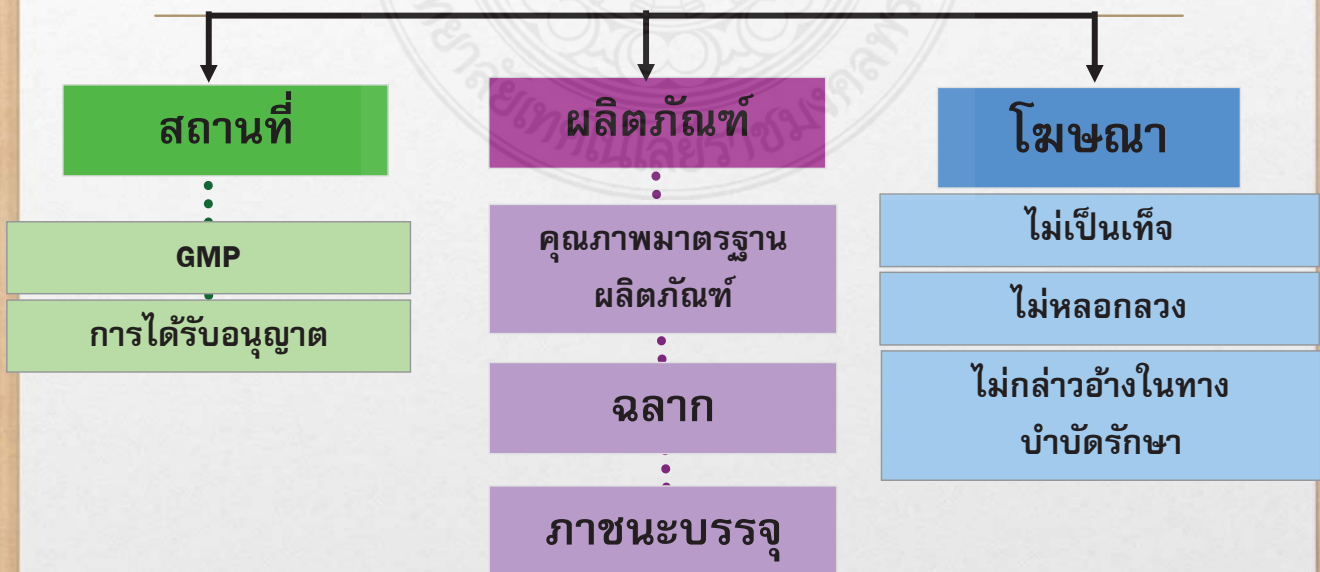 สถานที่
GMP
การได้รับอนุญาต
ผลิตภัณฑ์
คุณภาพมาตรฐาน
ผลิตภัณฑ์
ฉลาก
ภาชนะบรรจุ
โฆษณา
ไม่เป็นเท็จ
ไม่หลอกลวง
ไม่กล่าวอ้างในทาง
บำบัดรักษา